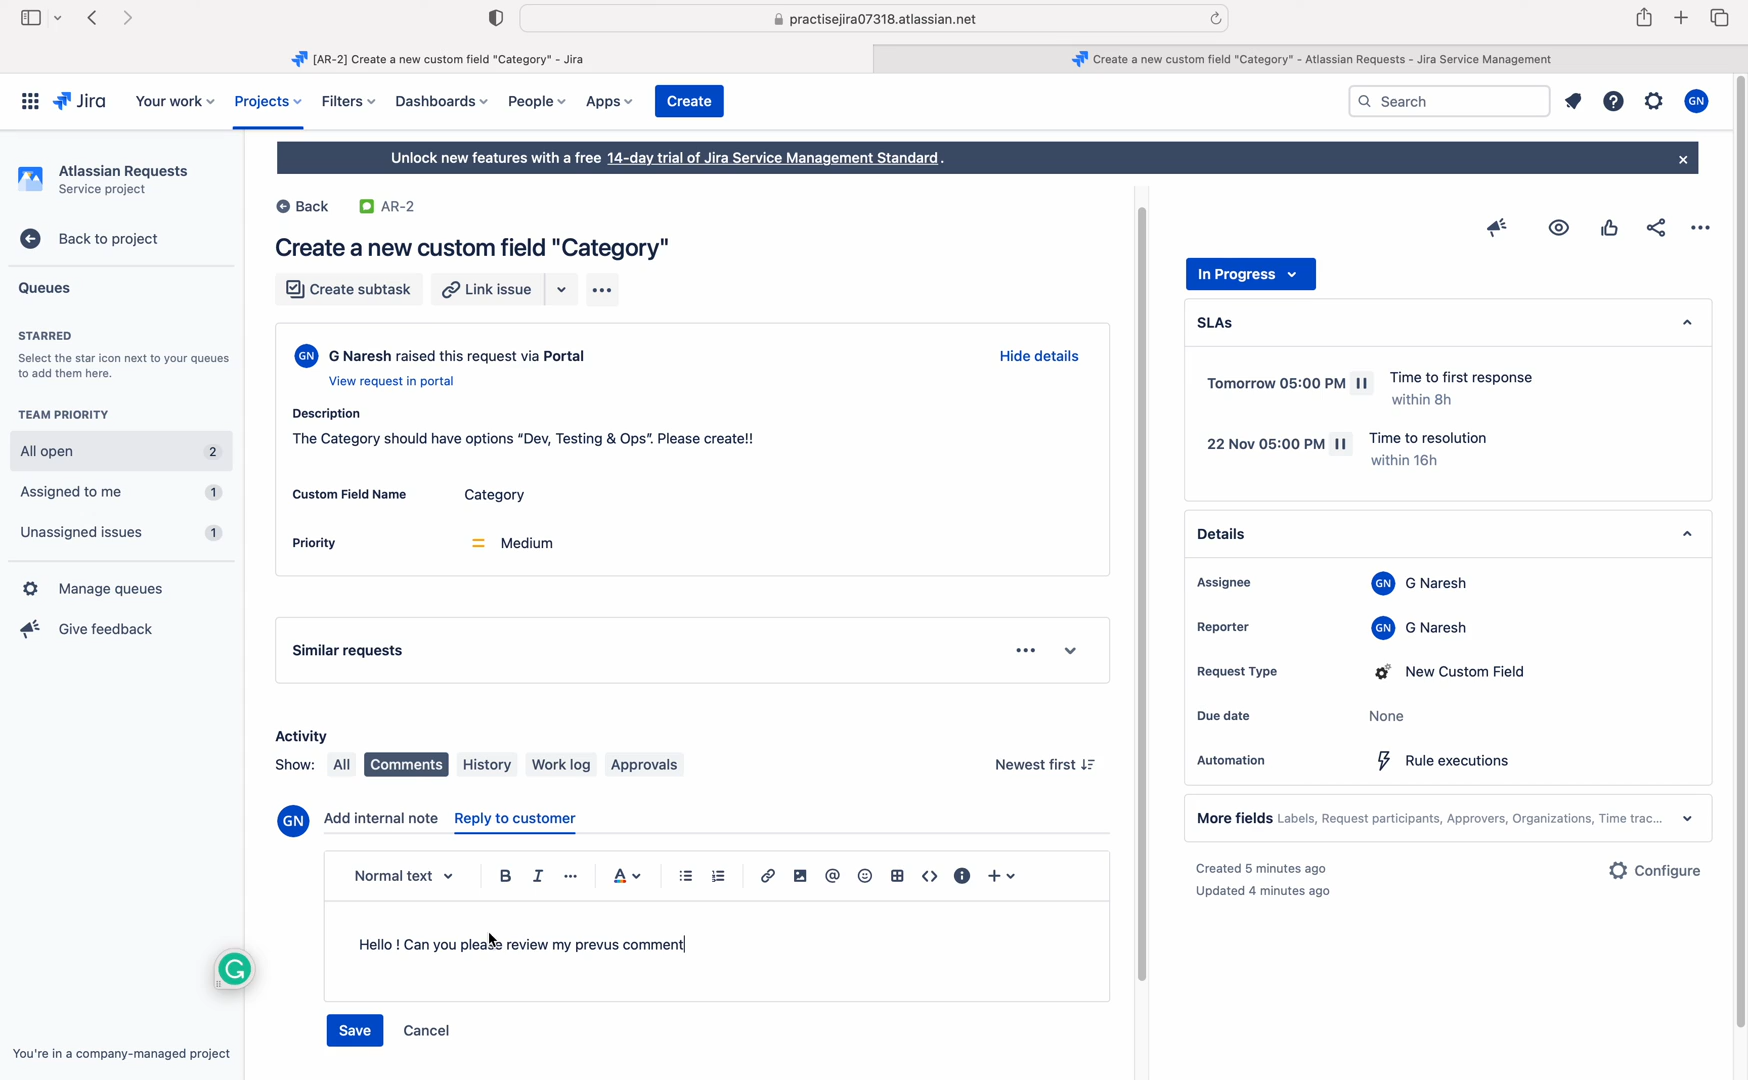 practisejira07318.atlassian.net
[AR-2] Create a new custom field "Category" - Jira
Create a new custom field "Category" - Atlassian Requests - Jira Service Management
Jira
Your work
Projects
Filters
Dashboards
People
Apps
Create
Search
GN
Atlassian Requests
Service project
Back to project
Queues
STARRED
Select the star icon next to your queues
to add them here.
TEAM PRIORITY
All open 2
Assigned to me 1
Unassigned issues 1
Manage queues
Give feedback
You're in a company-managed project
Unlock new features with a free 14-day trial of Jira Service Management Standard.
Back
AR-2
Create a new custom field "Category"
Create subtask
Link issue
GN G Naresh raised this request via Portal
Hide details
View request in portal
Description
The Category should have options “Dev, Testing & Ops”. Please create!!
Custom Field Name Category
Priority Medium
Similar requests
Activity
Show: All Comments History Work log Approvals
Newest first
GN Add internal note Reply to customer
Normal text
B I A
Hello ! Can you please review my prevus comment
Save Cancel
In Progress
SLAs
Tomorrow 05:00 PM Time to first response
within 8h
22 Nov 05:00 PM Time to resolution
within 16h
Details
Assignee GN G Naresh
Reporter GN G Naresh
Request Type New Custom Field
Due date None
Automation Rule executions
More fields Labels, Request participants, Approvers, Organizations, Time trac...
Created 5 minutes ago
Configure
Updated 4 minutes ago